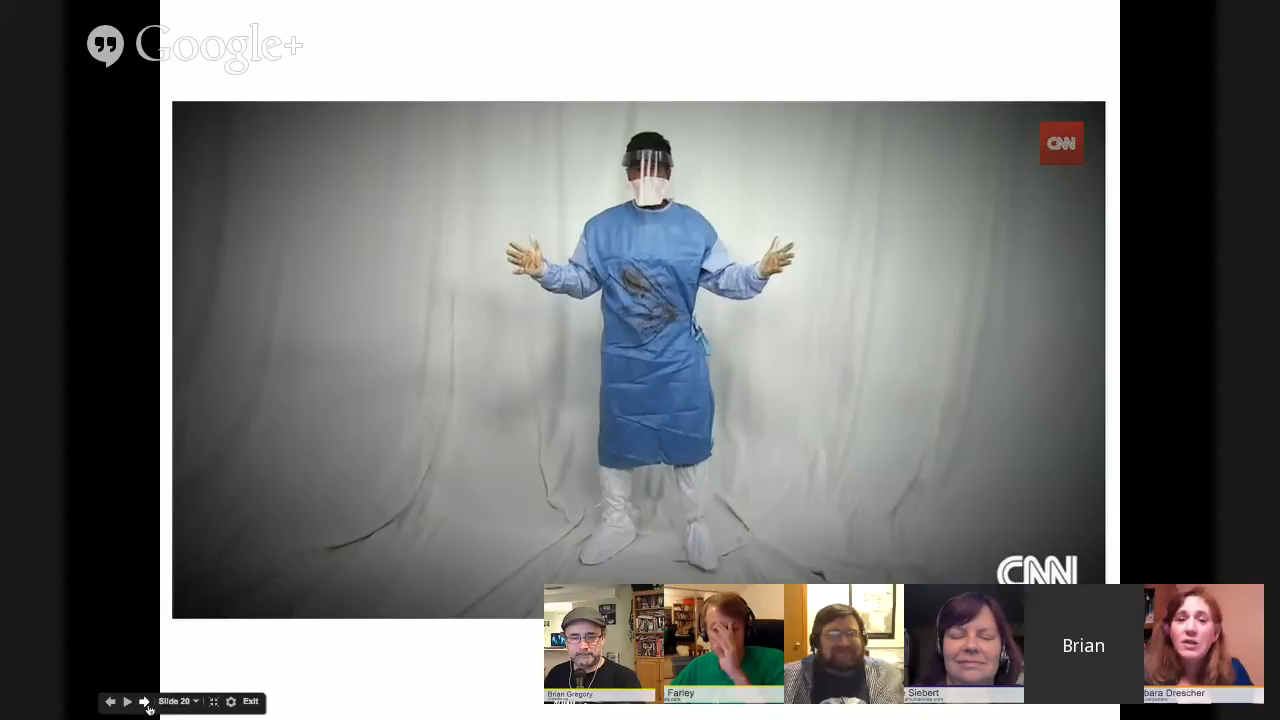 Google+
CNN
CNN
Brian Gregory
Farley
Siebert
Brian
bara Drescher
Slide 20
Exit